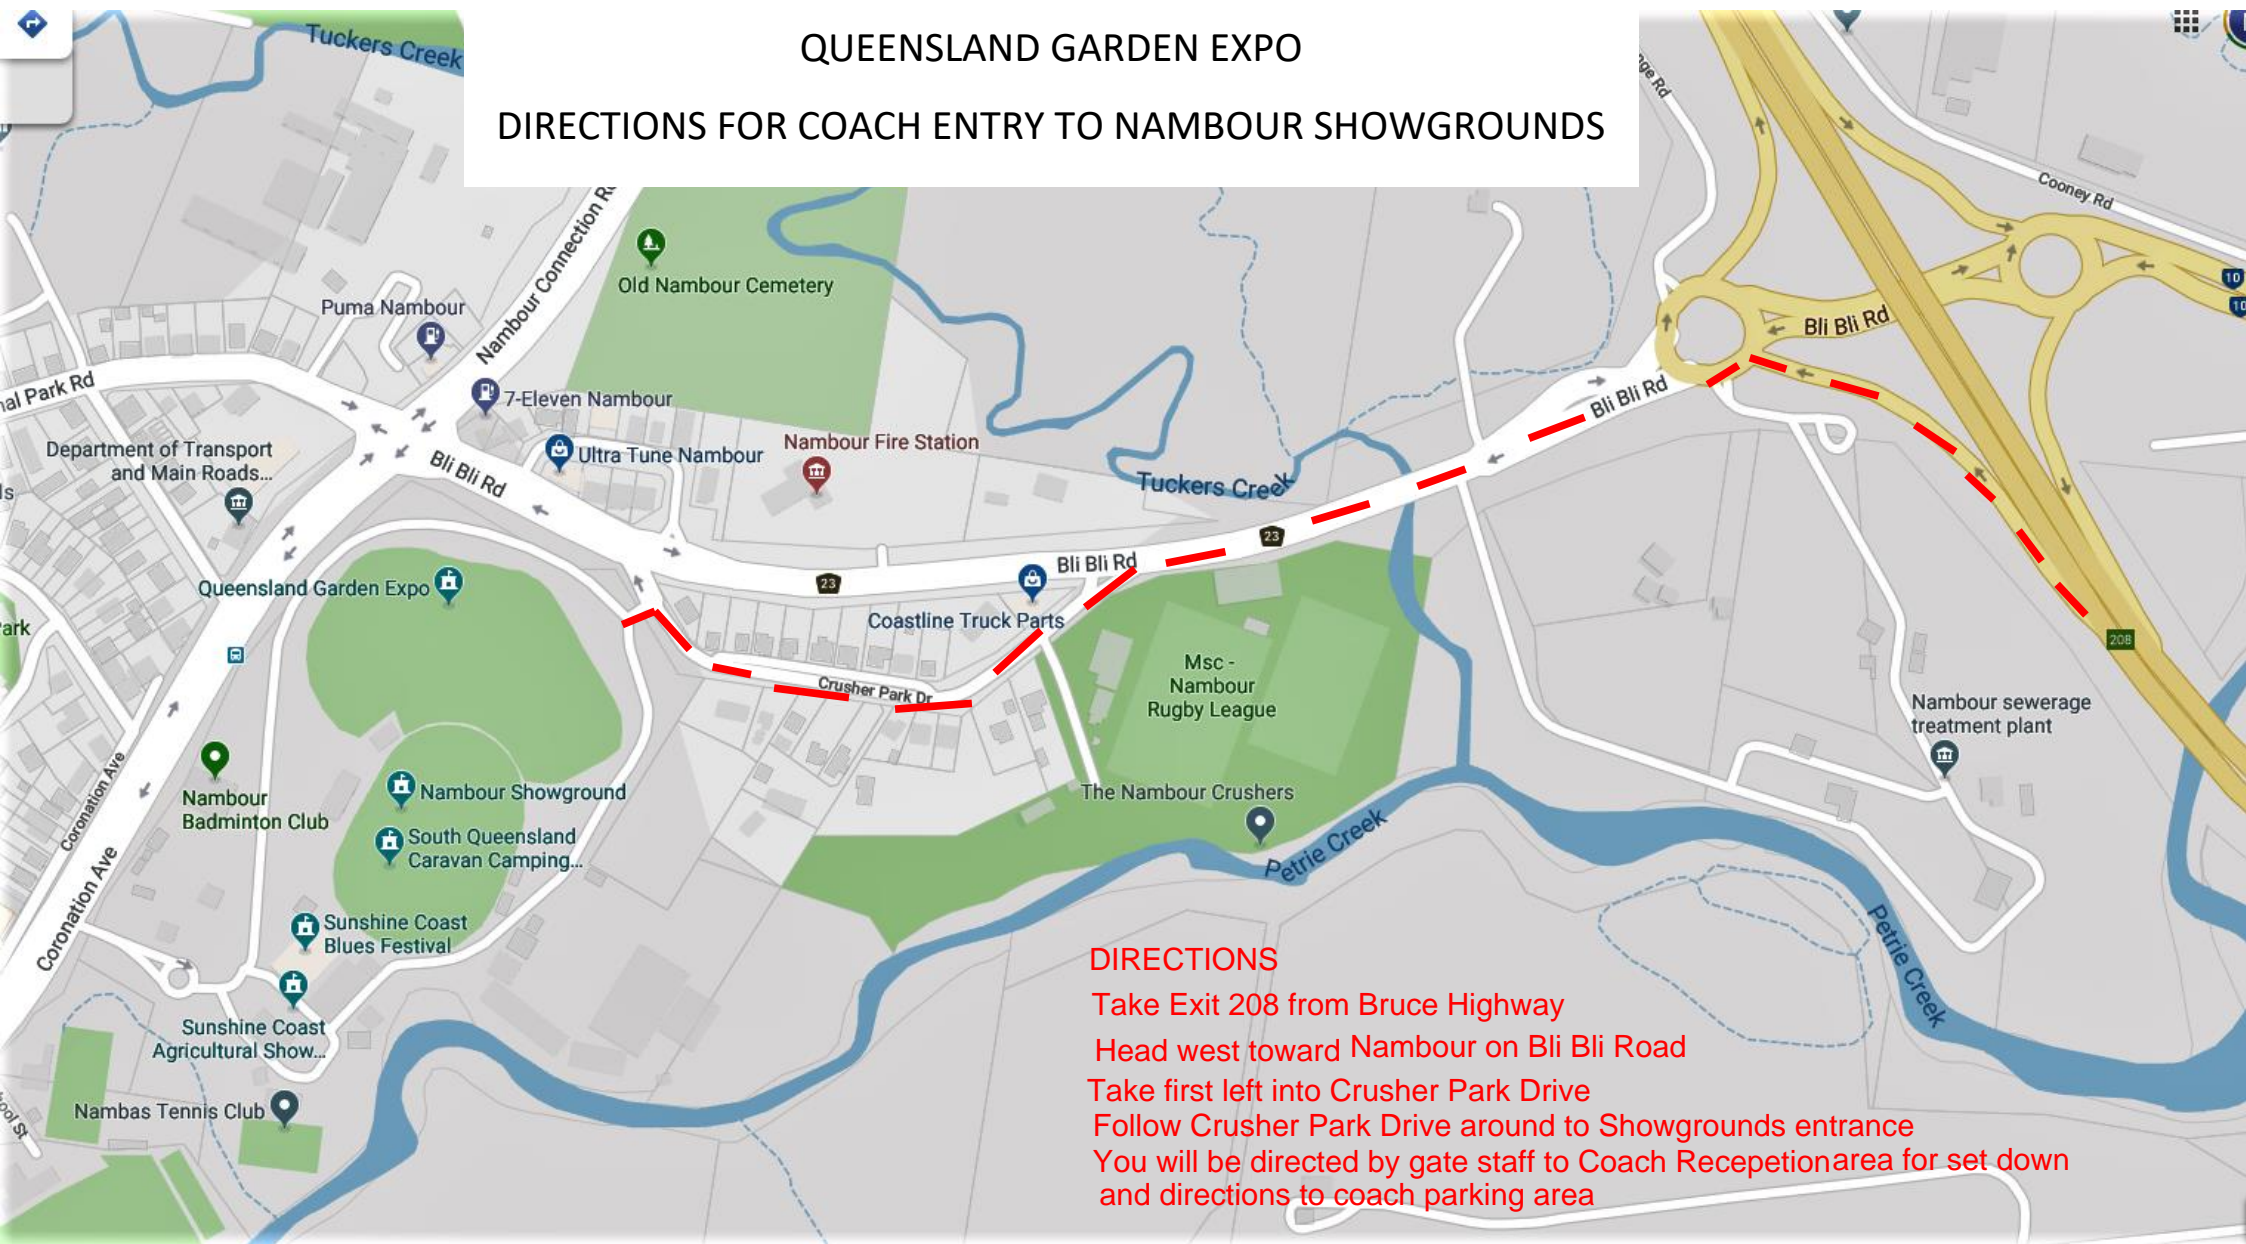 QUEENSLAND GARDEN EXPO
DIRECTIONS FOR COACH ENTRY TO NAMBOUR SHOWGROUNDS
Tuckers Creek
Nambour Connection
Old Nambour Cemetery
Puma Nambour
7-Eleven Nambour
Park Rd
Department of Transport
and Main Roads...
Bli Bli Rd
Ultra Tune Nambour
Nambour Fire Station
Tuckers Creek
Bli Bli Rd
Bli Bli Rd
Cooney Rd
10
10
Rd
23
23
Bli Bli Rd
208
Queensland Garden Expo
Coastline Truck Parts
Crusher Park Dr
Msc -
Nambour
Rugby League
The Nambour Crushers
Petrie Creek
Petrie Creek
Nambour sewerage
treatment plant
Nambour
Badminton Club
Nambour Showground
South Queensland
Caravan Camping...
Sunshine Coast
Blues Festival
Sunshine Coast
Agricultural Show...
Nambas Tennis Club
Coronation Ave
Coronation Ave
St
DIRECTIONS
Take Exit 208 from Bruce Highway
Head west toward Nambour on Bli Bli Road
Take first left into Crusher Park Drive
Follow Crusher Park Drive around to Showgrounds entrance
You will be directed by gate staff to Coach Recepetion area for set down
and directions to coach parking area